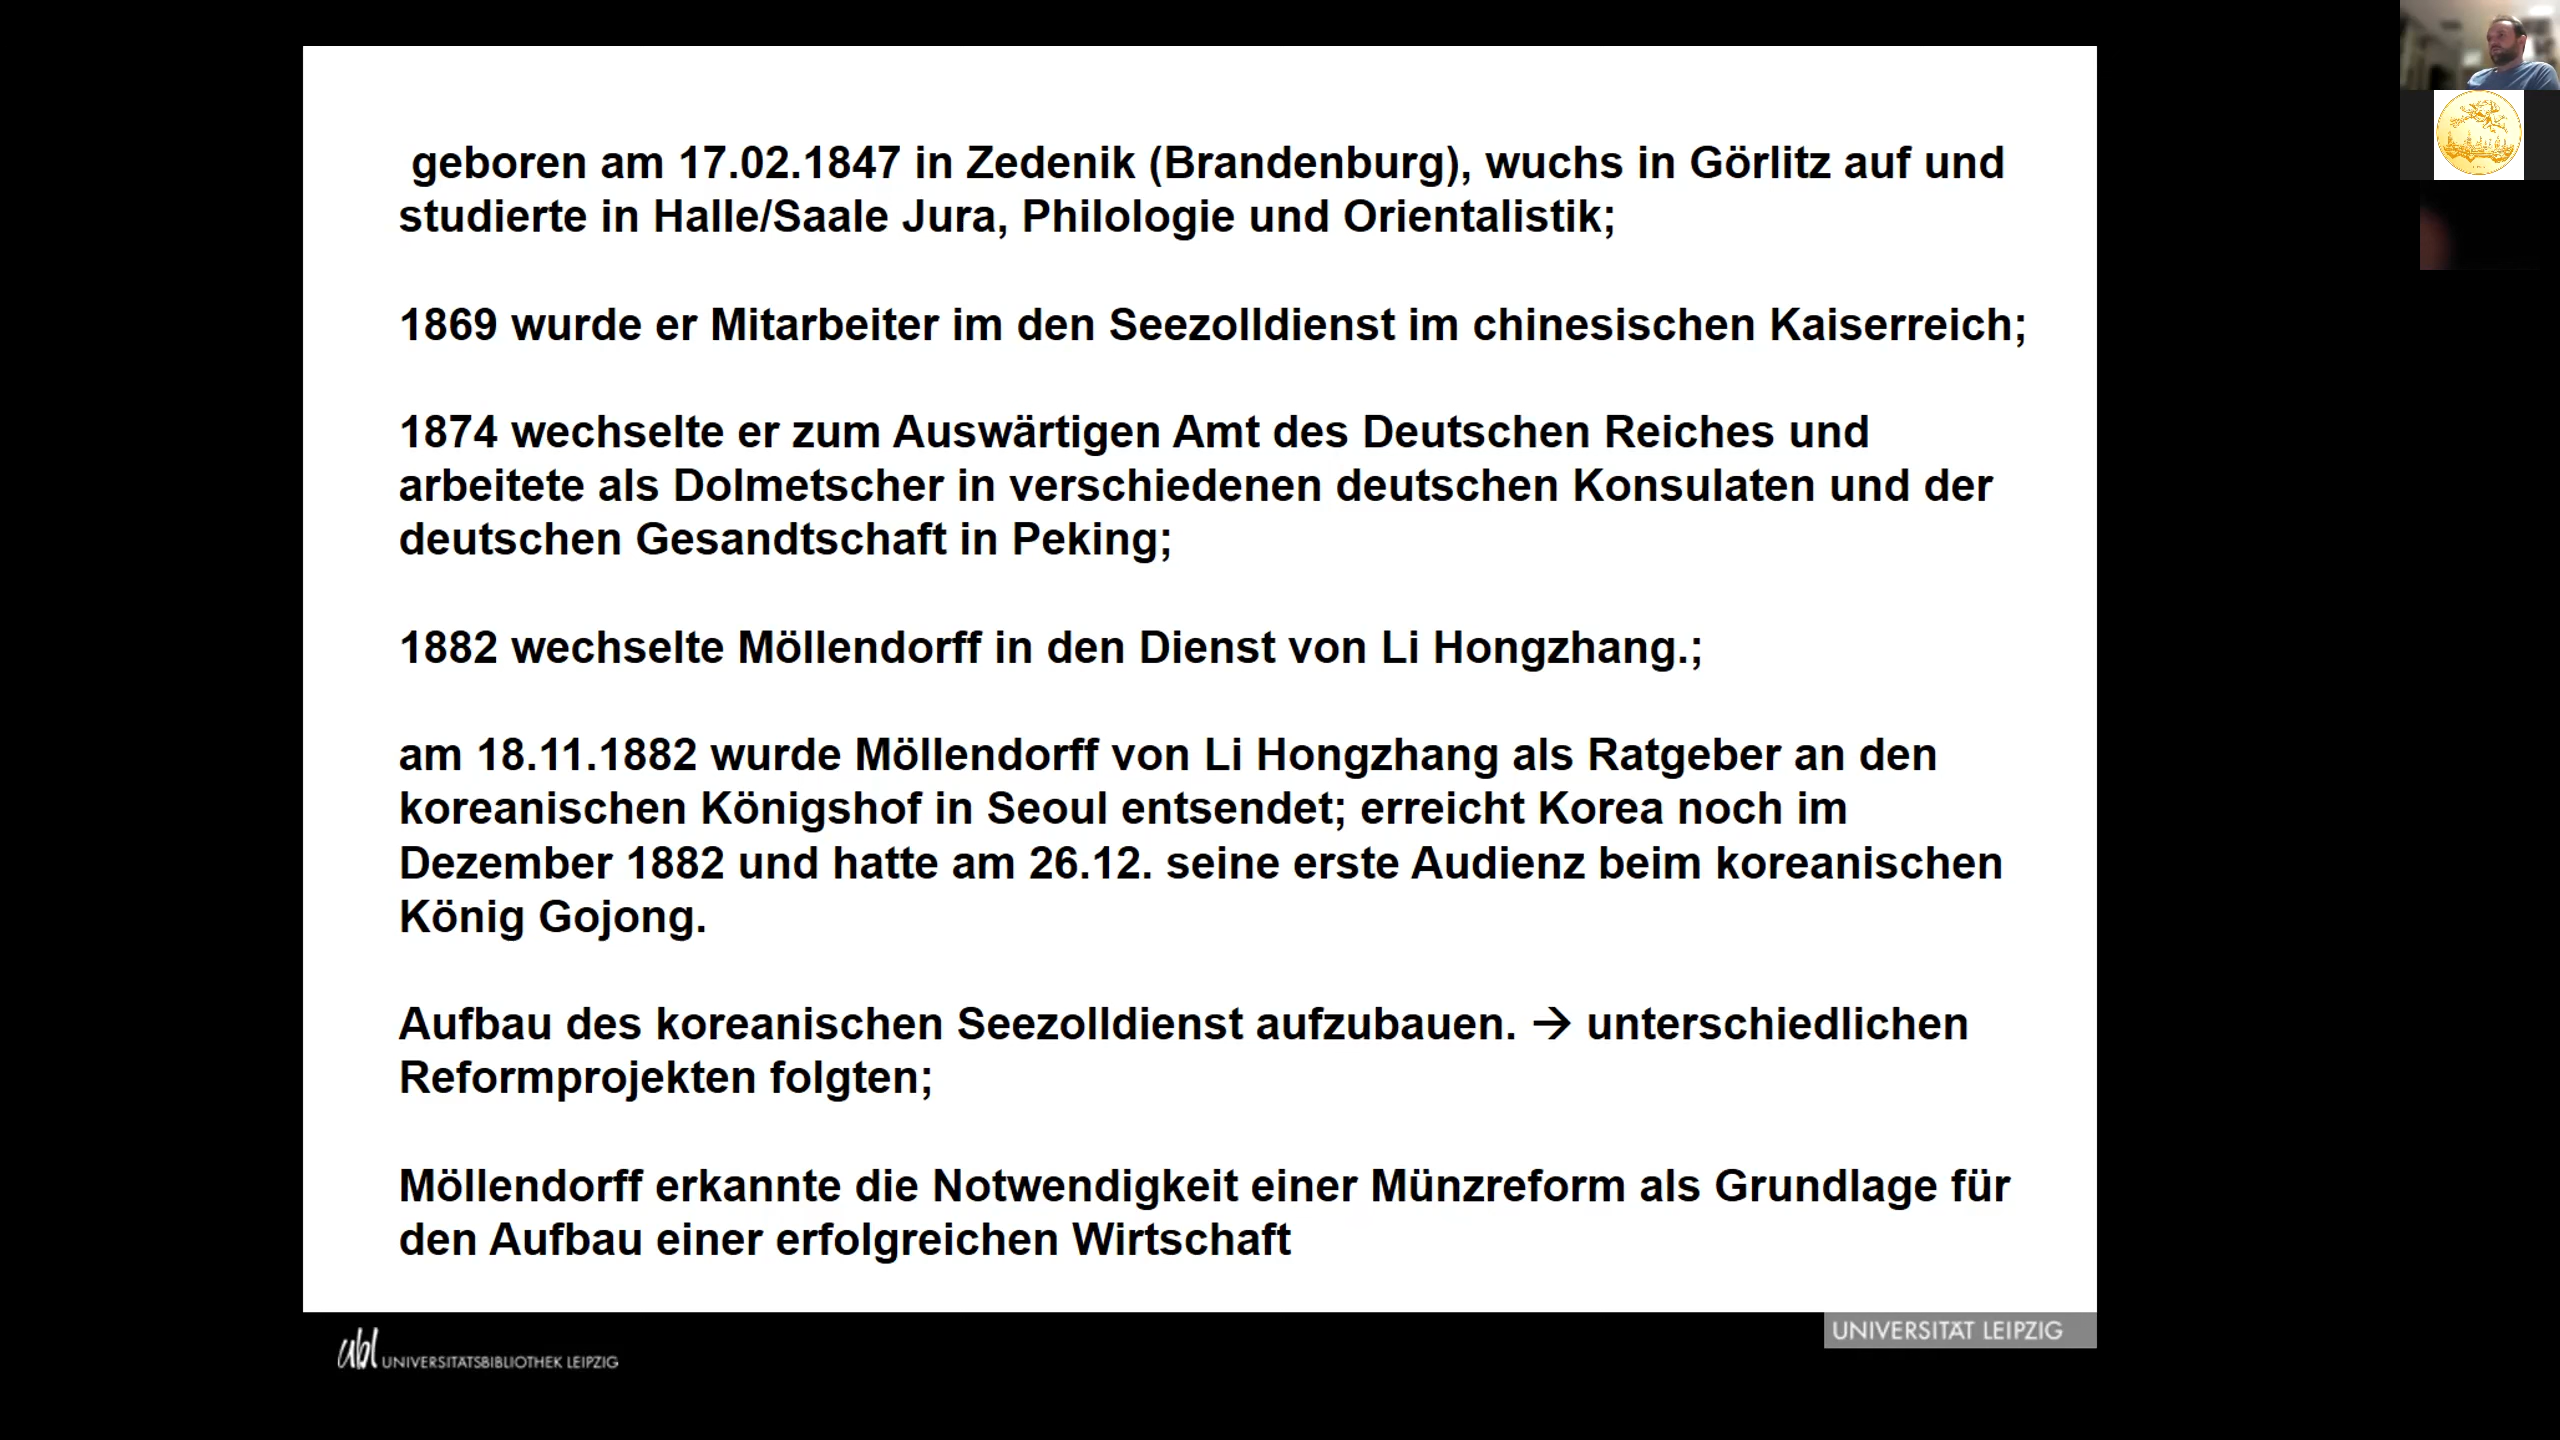 geboren am 17.02.1847 in Zedenik (Brandenburg), wuchs in Görlitz auf und
studierte in Halle/Saale Jura, Philologie und Orientalistik;
1869 wurde er Mitarbeiter im den Seezolldienst im chinesischen Kaiserreich;
1874 wechselte er zum Auswärtigen Amt des Deutschen Reiches und
arbeitete als Dolmetscher in verschiedenen deutschen Konsulaten und der
deutschen Gesandtschaft in Peking;
1882 wechselte Möllendorff in den Dienst von Li Hongzhang.;
am 18.11.1882 wurde Möllendorff von Li Hongzhang als Ratgeber an den
koreanischen Königshof in Seoul entsendet; erreicht Korea noch im
Dezember 1882 und hatte am 26.12. seine erste Audienz beim koreanischen
König Gojong.
Aufbau des koreanischen Seezolldienst aufzubauen. → unterschiedlichen
Reformprojekten folgten;
Möllendorff erkannte die Notwendigkeit einer Münzreform als Grundlage für
den Aufbau einer erfolgreichen Wirtschaft
UNIVERSITÄT LEIPZIG
ubl UNIVERSITÄTSBIBLIOTHEK LEIPZIG